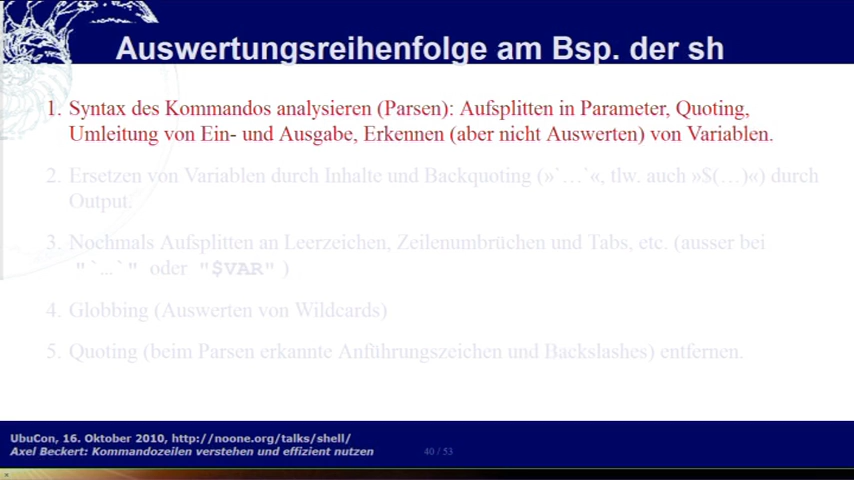 Auswertungsreihenfolge am Bsp. der sh
1. Syntax des Kommandos analysieren (Parsen): Aufsplitten in Parameter, Quoting,
Umleitung von Ein- und Ausgabe, Erkennen (aber nicht Auswerten) von Variablen.
2. Ersetzen von Variablen durch Inhalte und Backquoting (»`…`«, tlw. auch »$(…)«) durch
Output.
3. Nochmals Aufsplitten an Leerzeichen, Zeilenumbrüchen und Tabs, etc. (ausser bei
"`…`" oder "$VAR" )
4. Globbing (Auswerten von Wildcards)
5. Quoting (beim Parsen erkannte Anführungszeichen und Backslashes) entfernen.
UbuCon, 16. Oktober 2010, http://noone.org/talks/shell/
Axel Beckert: Kommandozeilen verstehen und effizient nutzen
40 / 53